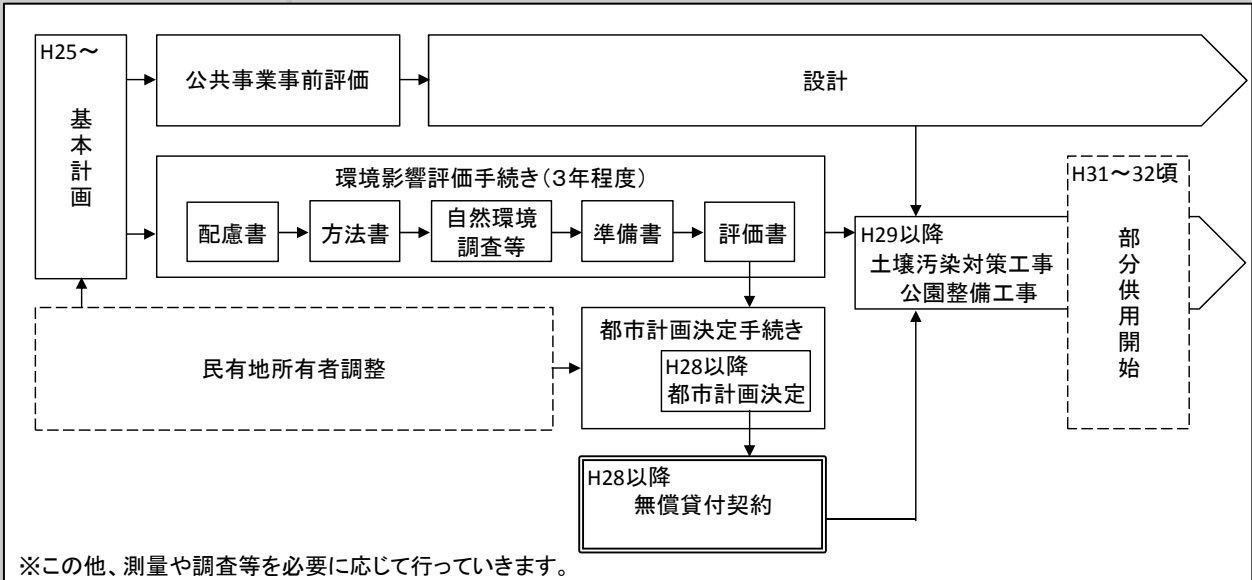 H25～
基本計画
公共事業事前評価
設計
環境影響評価手続き（３年程度）
配慮書
方法書
自然環境
調査等
準備書
評価書
H29以降
土壌汚染対策工事
公園整備工事
H31～32頃
部分供用開始
民有地所有者調整
都市計画決定手続き
H28以降
都市計画決定
H28以降
無償貸付契約
※この他、測量や調査等を必要に応じて行っていきます。